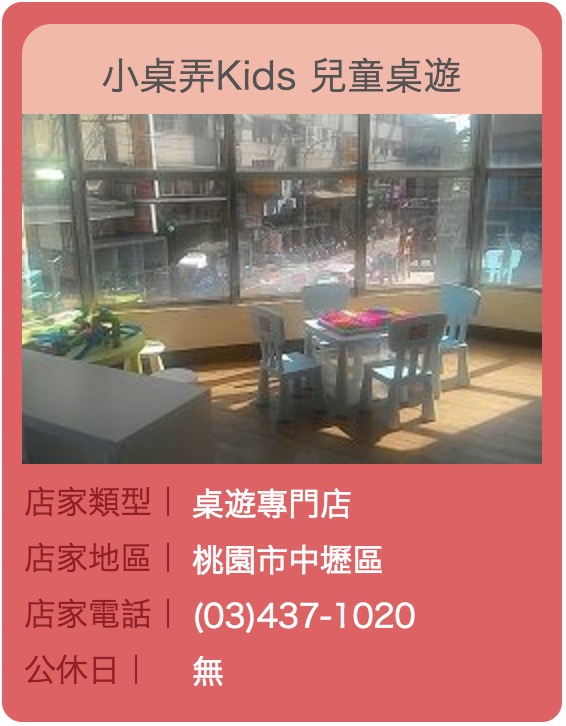 小桌弄Kids 兒童桌遊
店家類型｜ 桌遊專門店
店家地區｜ 桃園市中壢區
店家電話｜ (03)437-1020
公休日｜ 無